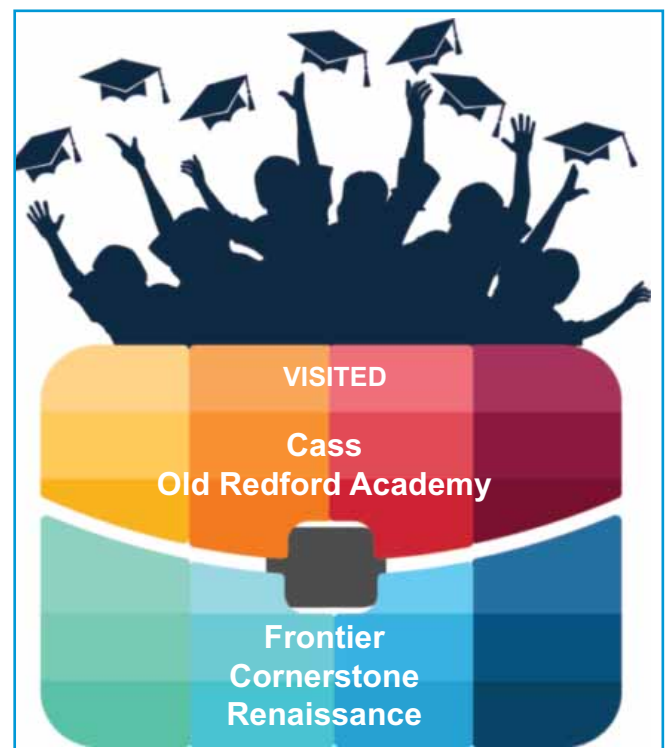 VISITED
Cass
Old Redford Academy
Frontier
Cornerstone
Renaissance